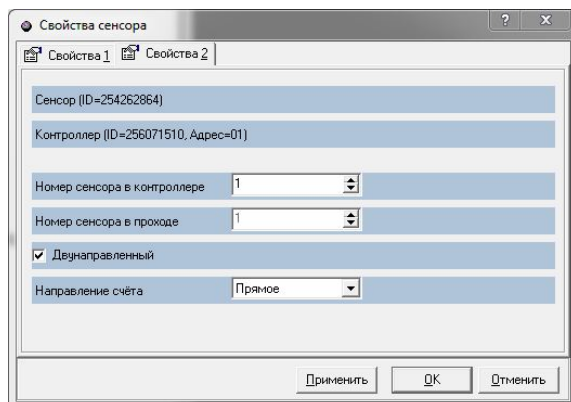 Свойства сенсора
Свойства 1 Свойства 2
Сенсор (ID=254262864)
Контроллер (ID=256071510, Адрес=01)
Номер сенсора в контроллере 1
Номер сенсора в проходе 1
Двунаправленный
Направление счёта Прямое
Применить OK Отменить